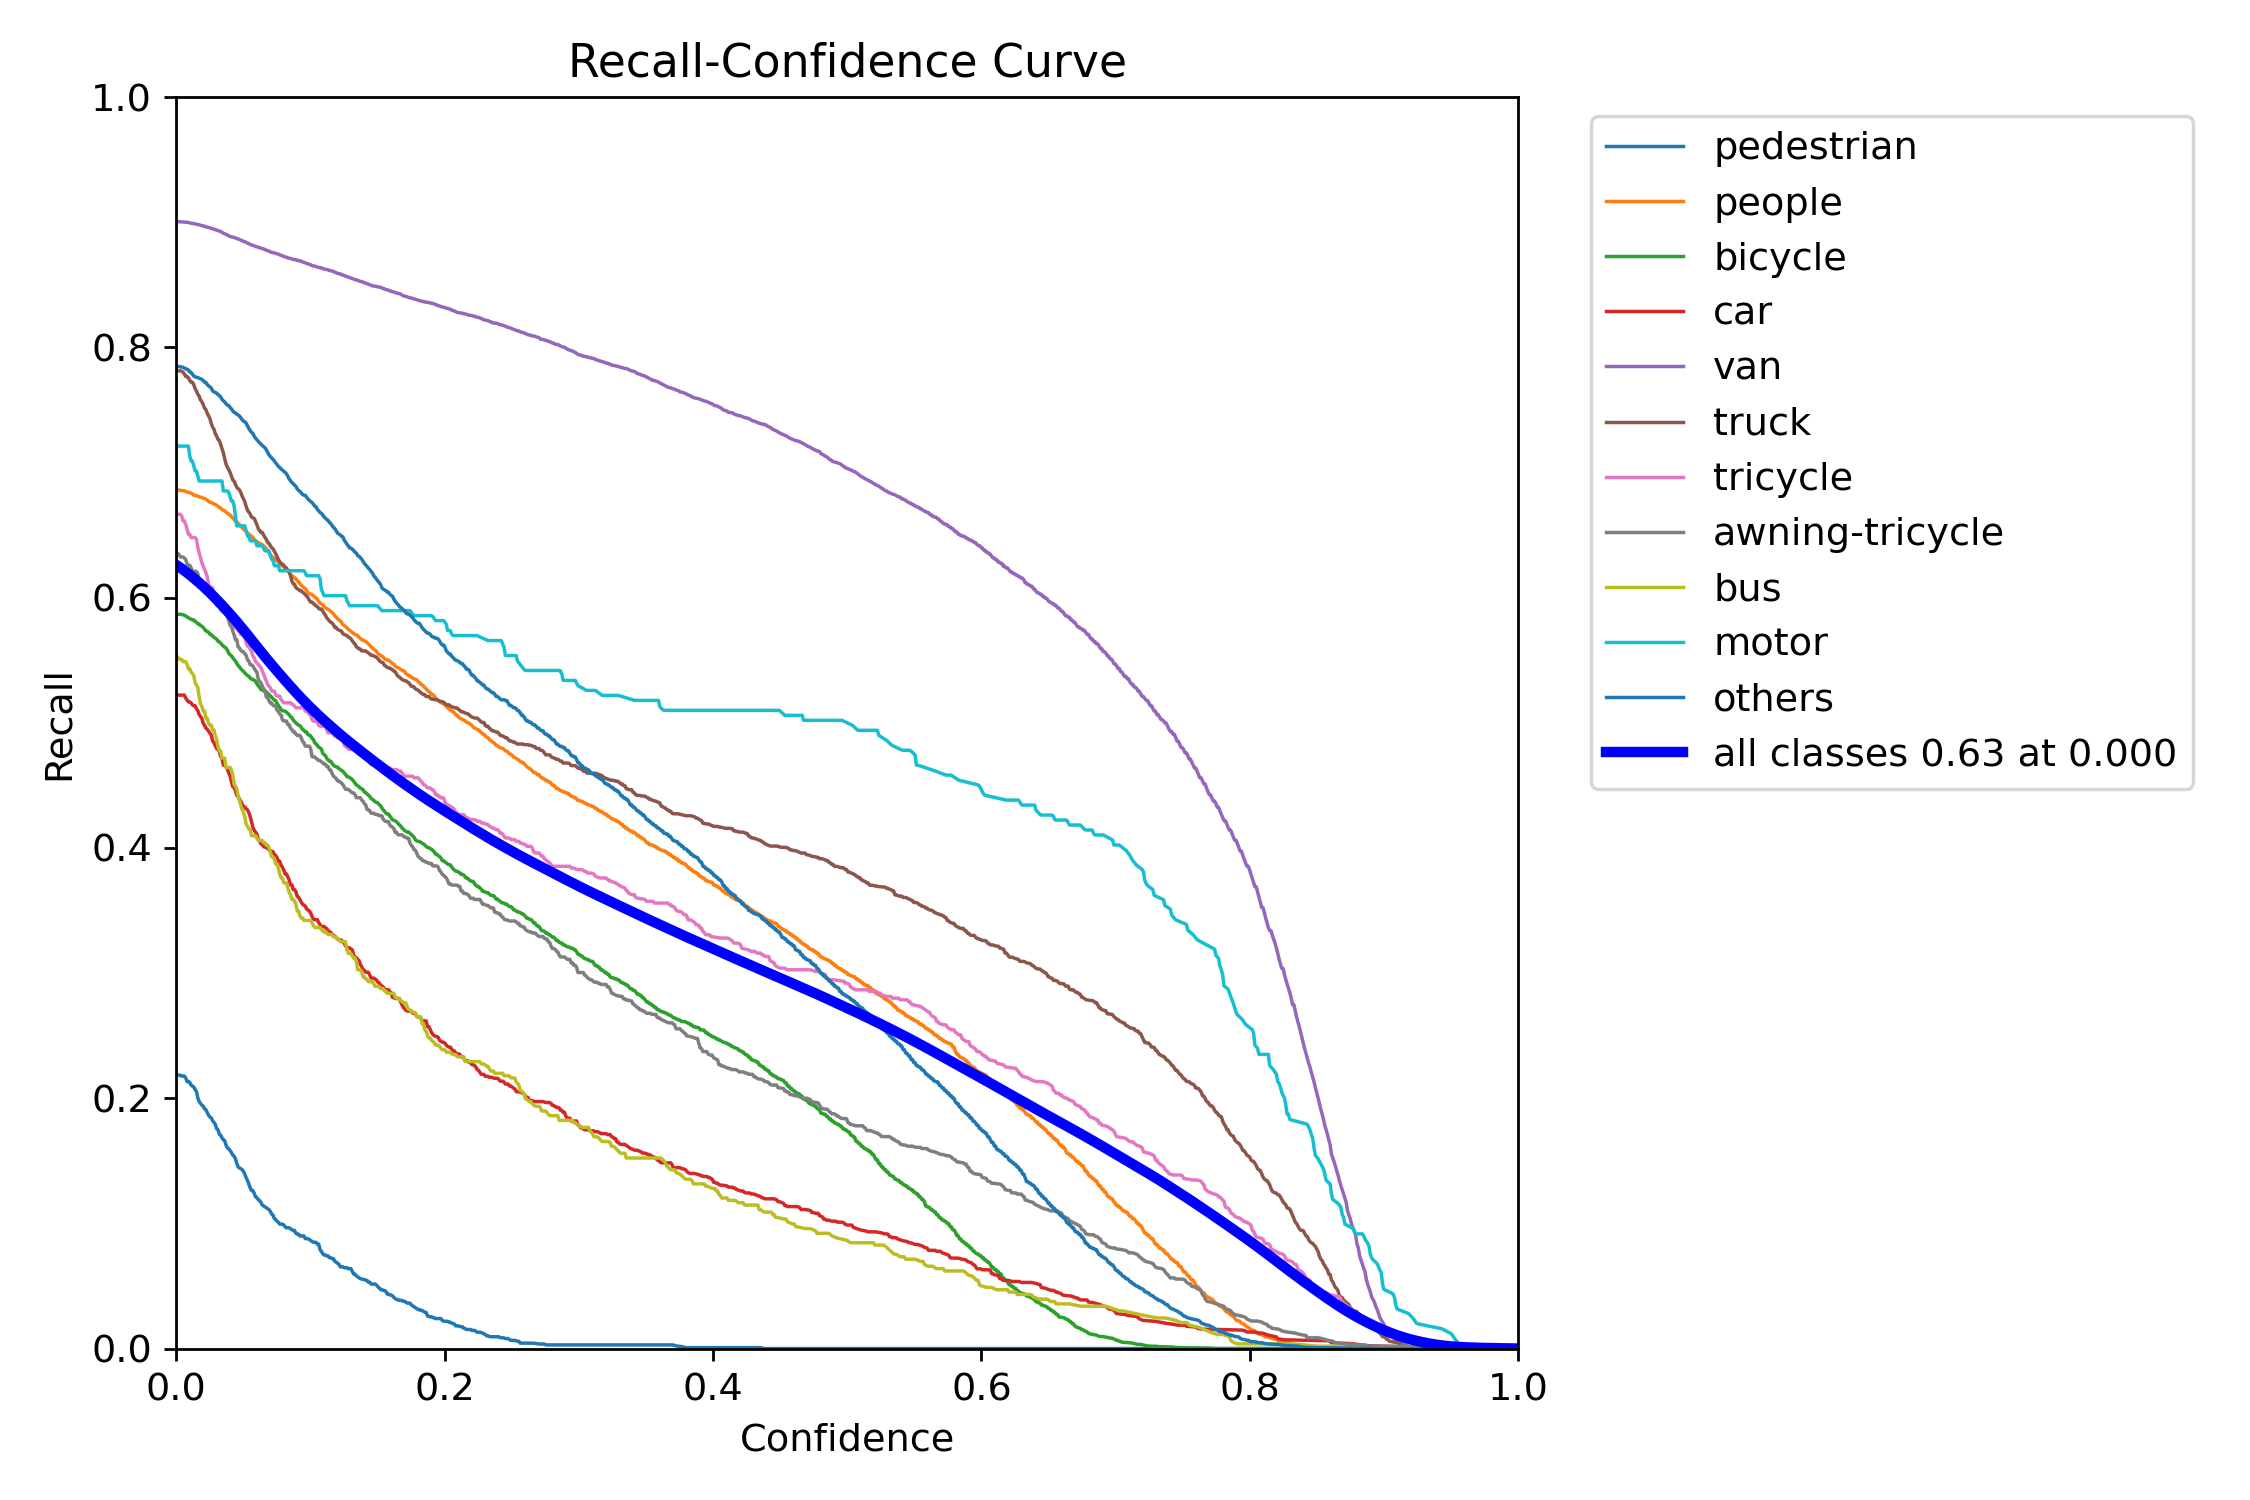 Recall-Confidence Curve
1.0
0.8
0.6
0.4
0.2
0.0
Recall
0.0 0.2 0.4 0.6 0.8 1.0
Confidence
pedestrian
people
bicycle
car
van
truck
tricycle
awning-tricycle
bus
motor
others
all classes 0.63 at 0.000